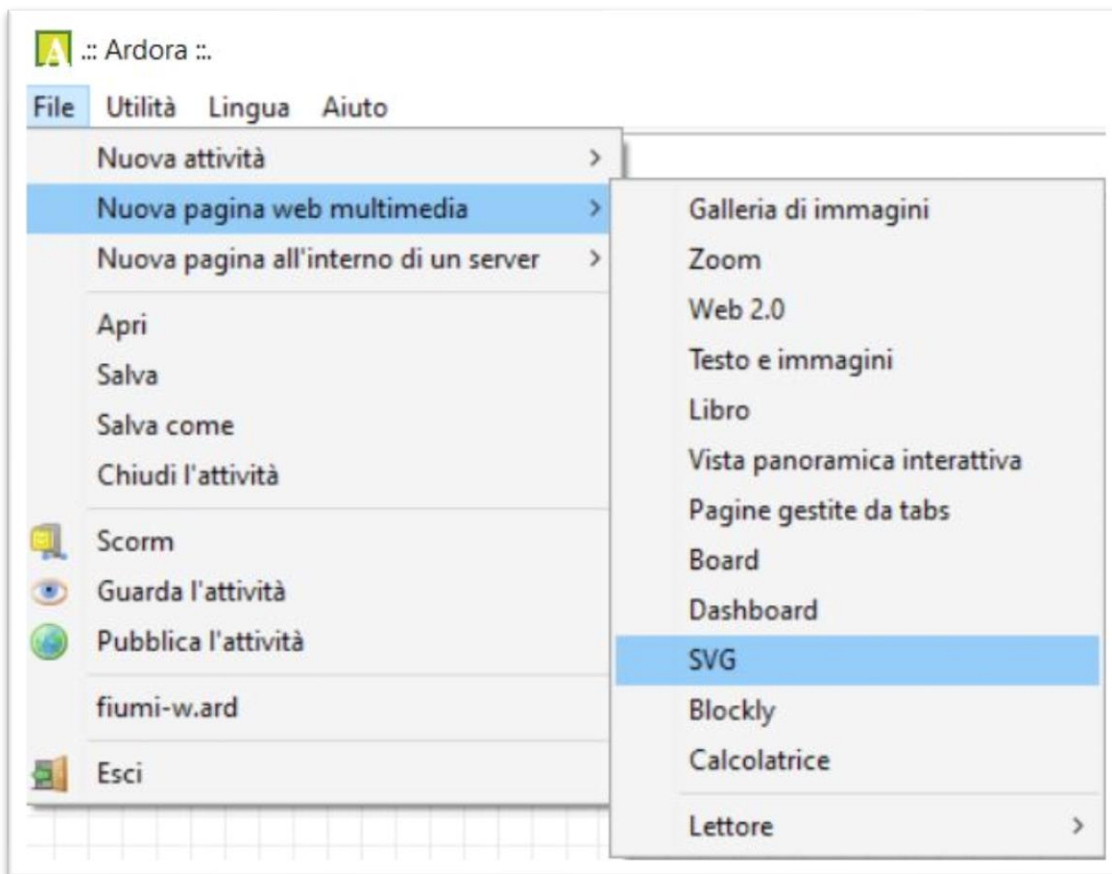 .:: Ardora ::.
File Utilità Lingua Aiuto
Nuova attività
Nuova pagina web multimedia
Nuova pagina all'interno di un server
Apri
Salva
Salva come
Chiudi l'attività
Scorm
Guarda l'attività
Pubblica l'attività
fiumi-w.ard
Esci
Galleria di immagini
Zoom
Web 2.0
Testo e immagini
Libro
Vista panoramica interattiva
Pagine gestite da tabs
Board
Dashboard
SVG
Blockly
Calcolatrice
Lettore